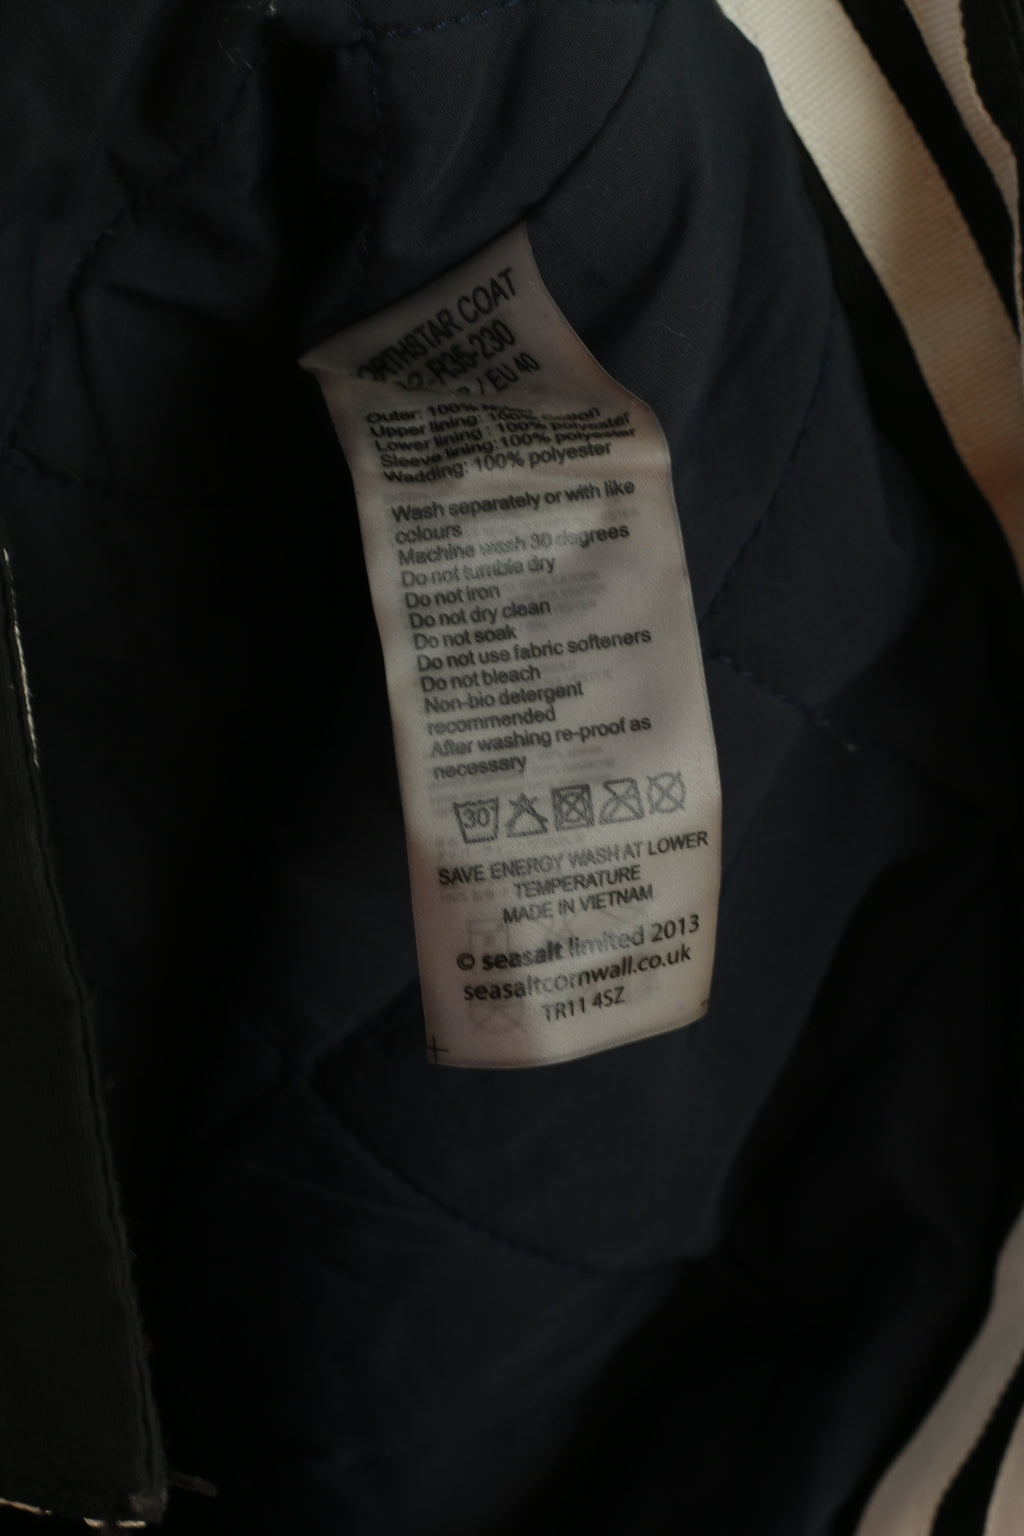 ORTHSTAR COAT
2-R35-230
/ EU 40
Outer: 100%
Upper lining: 100% Cotton
Lower lining : 100% polyester
Sleeve lining: 100% polyester
Wadding: 100% polyester
Wash separately or with like
colours
Machine wash 30 degrees
Do not tumble dry
Do not iron
Do not dry clean
Do not soak
Do not use fabric softeners
Do not bleach
Non-bio detergent
recommended
After washing re-proof as
necessary
30
SAVE ENERGY WASH AT LOWER
TEMPERATURE
MADE IN VIETNAM
© seasalt limited 2013
seasaltcornwall.co.uk
TR11 4SZ